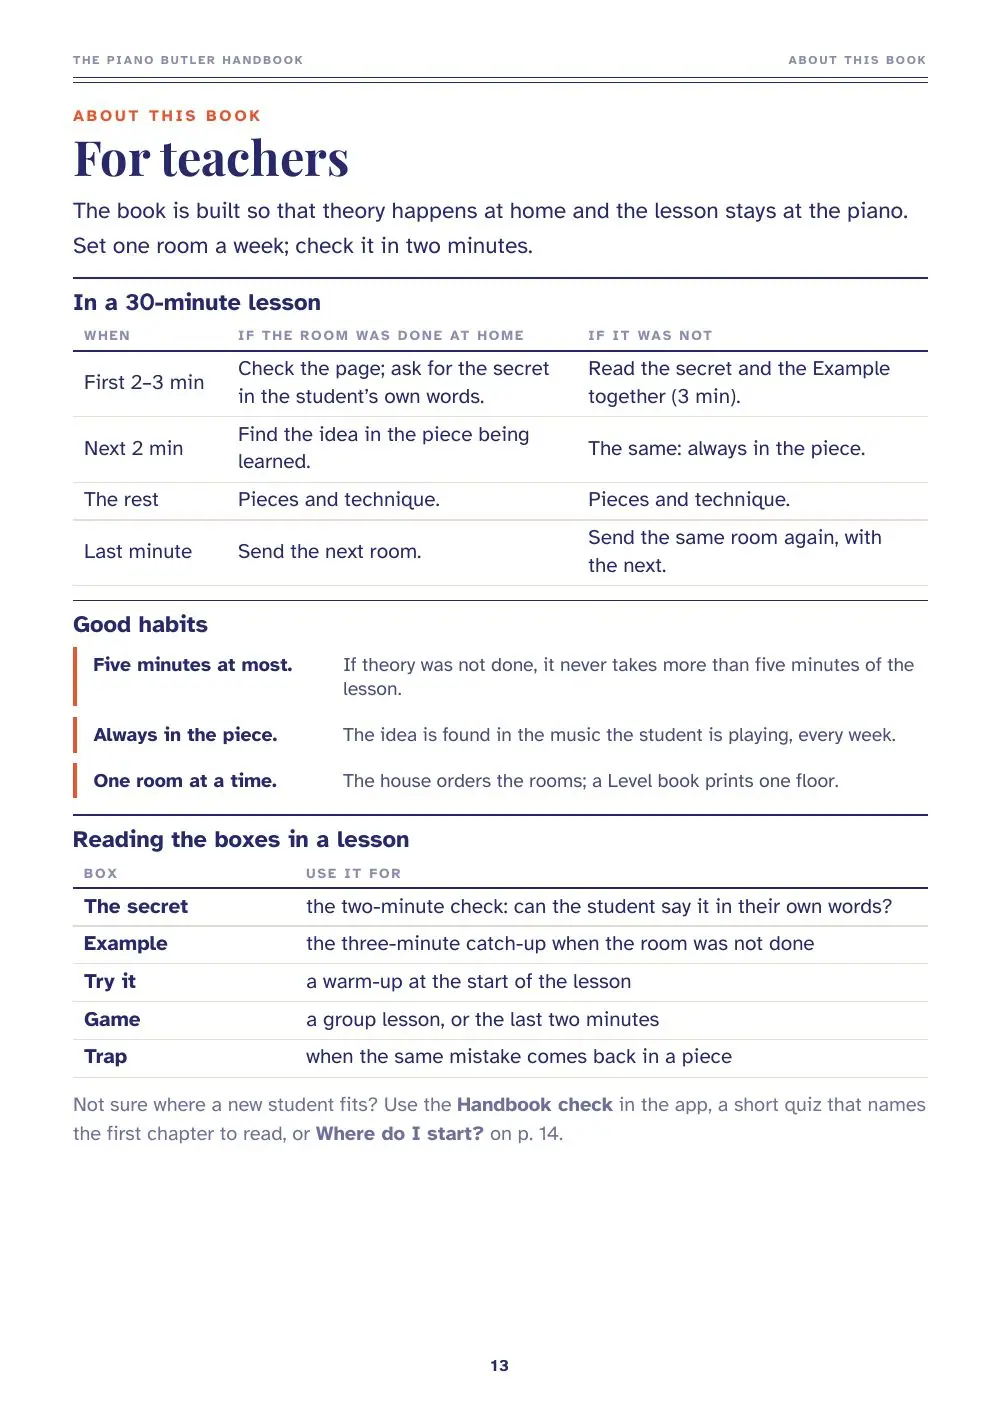 THE PIANO BUTLER HANDBOOK
ABOUT THIS BOOK
ABOUT THIS BOOK
For teachers
The book is built so that theory happens at home and the lesson stays at the piano.
Set one room a week; check it in two minutes.
In a 30-minute lesson
WHEN IF THE ROOM WAS DONE AT HOME IF IT WAS NOT
First 2–3 min
Check the page; ask for the secret
in the student’s own words.
Read the secret and the Example
together (3 min).
Next 2 min
Find the idea in the piece being
learned.
The same: always in the piece.
The rest
Pieces and technique.
Pieces and technique.
Last minute
Send the next room.
Send the same room again, with
the next.
Good habits
Five minutes at most.
If theory was not done, it never takes more than five minutes of the
lesson.
Always in the piece.
The idea is found in the music the student is playing, every week.
One room at a time.
The house orders the rooms; a Level book prints one floor.
Reading the boxes in a lesson
BOX USE IT FOR
The secret the two-minute check: can the student say it in their own words?
Example the three-minute catch-up when the room was not done
Try it a warm-up at the start of the lesson
Game a group lesson, or the last two minutes
Trap when the same mistake comes back in a piece
Not sure where a new student fits? Use the Handbook check in the app, a short quiz that names
the first chapter to read, or Where do I start? on p. 14.
13